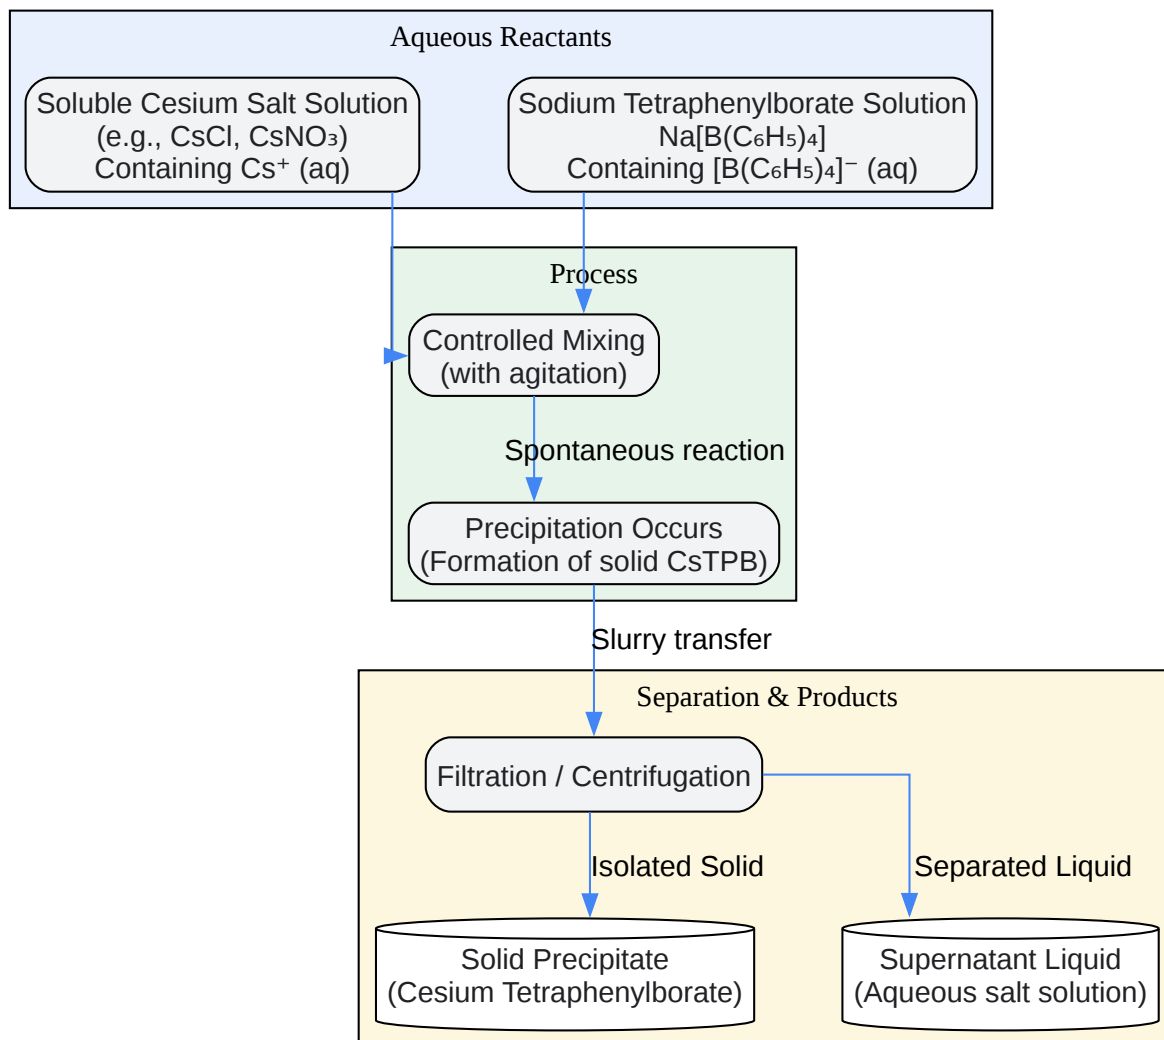 Aqueous Reactants
Soluble Cesium Salt Solution
(e.g., CsCl, CsNO₃)
Containing Cs⁺ (aq)
Sodium Tetraphenylborate Solution
Na[B(C₆H₅)₄]
Containing [B(C₆H₅)₄]⁻ (aq)
Process
Controlled Mixing
(with agitation)
Spontaneous reaction
Precipitation Occurs
(Formation of solid CsTPB)
Slurry transfer
Separation & Products
Filtration / Centrifugation
Isolated Solid
Separated Liquid
Solid Precipitate
(Cesium Tetraphenylborate)
Supernatant Liquid
(Aqueous salt solution)